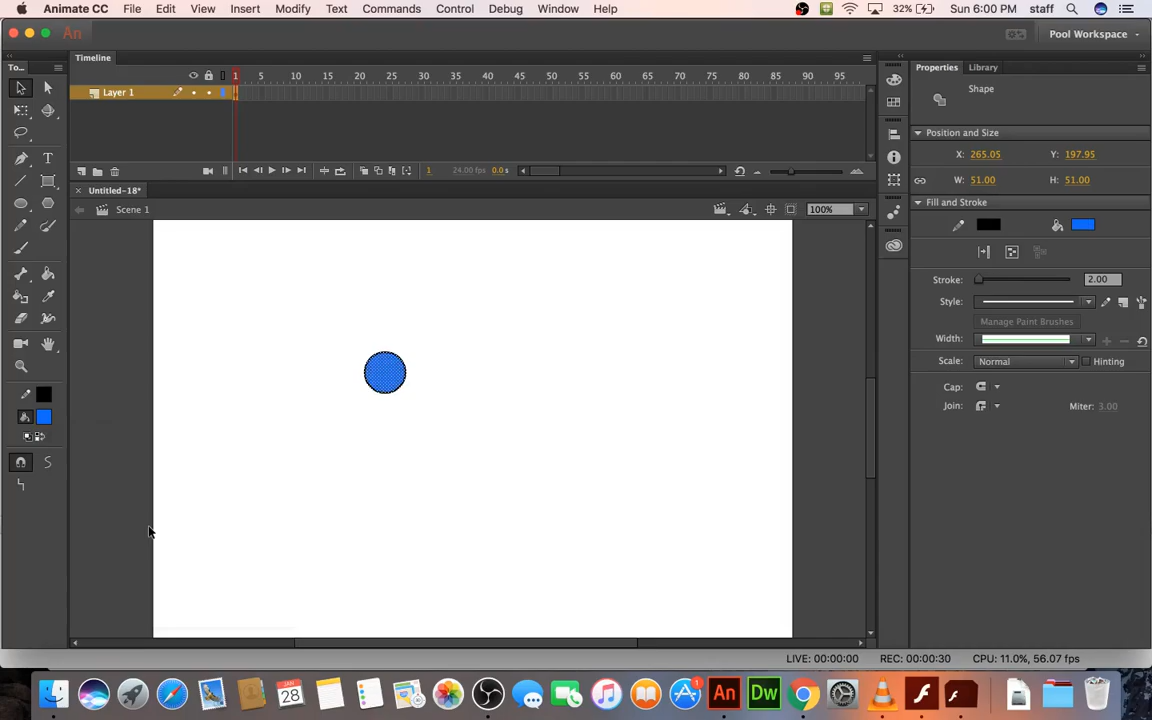 Animate CC File Edit View Insert Modify Text Commands Control Debug Window Help 32% Sun 6:00 PM staff
An Pool Workspace
To... Timeline Properties Library
1 5 10 15 20 25 30 35 40 45 50 55 60 65 70 75 80 85 90 95
Shape
Layer 1
Position and Size
X: 265.05 Y: 197.95
1 24.00 fps 0.0 s
W: 51.00 H: 51.00
Untitled-18*
Fill and Stroke
Scene 1 100%
Stroke: 2.00
Style:
Manage Paint Brushes
Width:
Scale: Normal Hinting
Cap:
Join: Miter: 3.00
LIVE: 00:00:00 REC: 00:00:30 CPU: 11.0%, 56.07 fps
JAN
28
1
An Dw